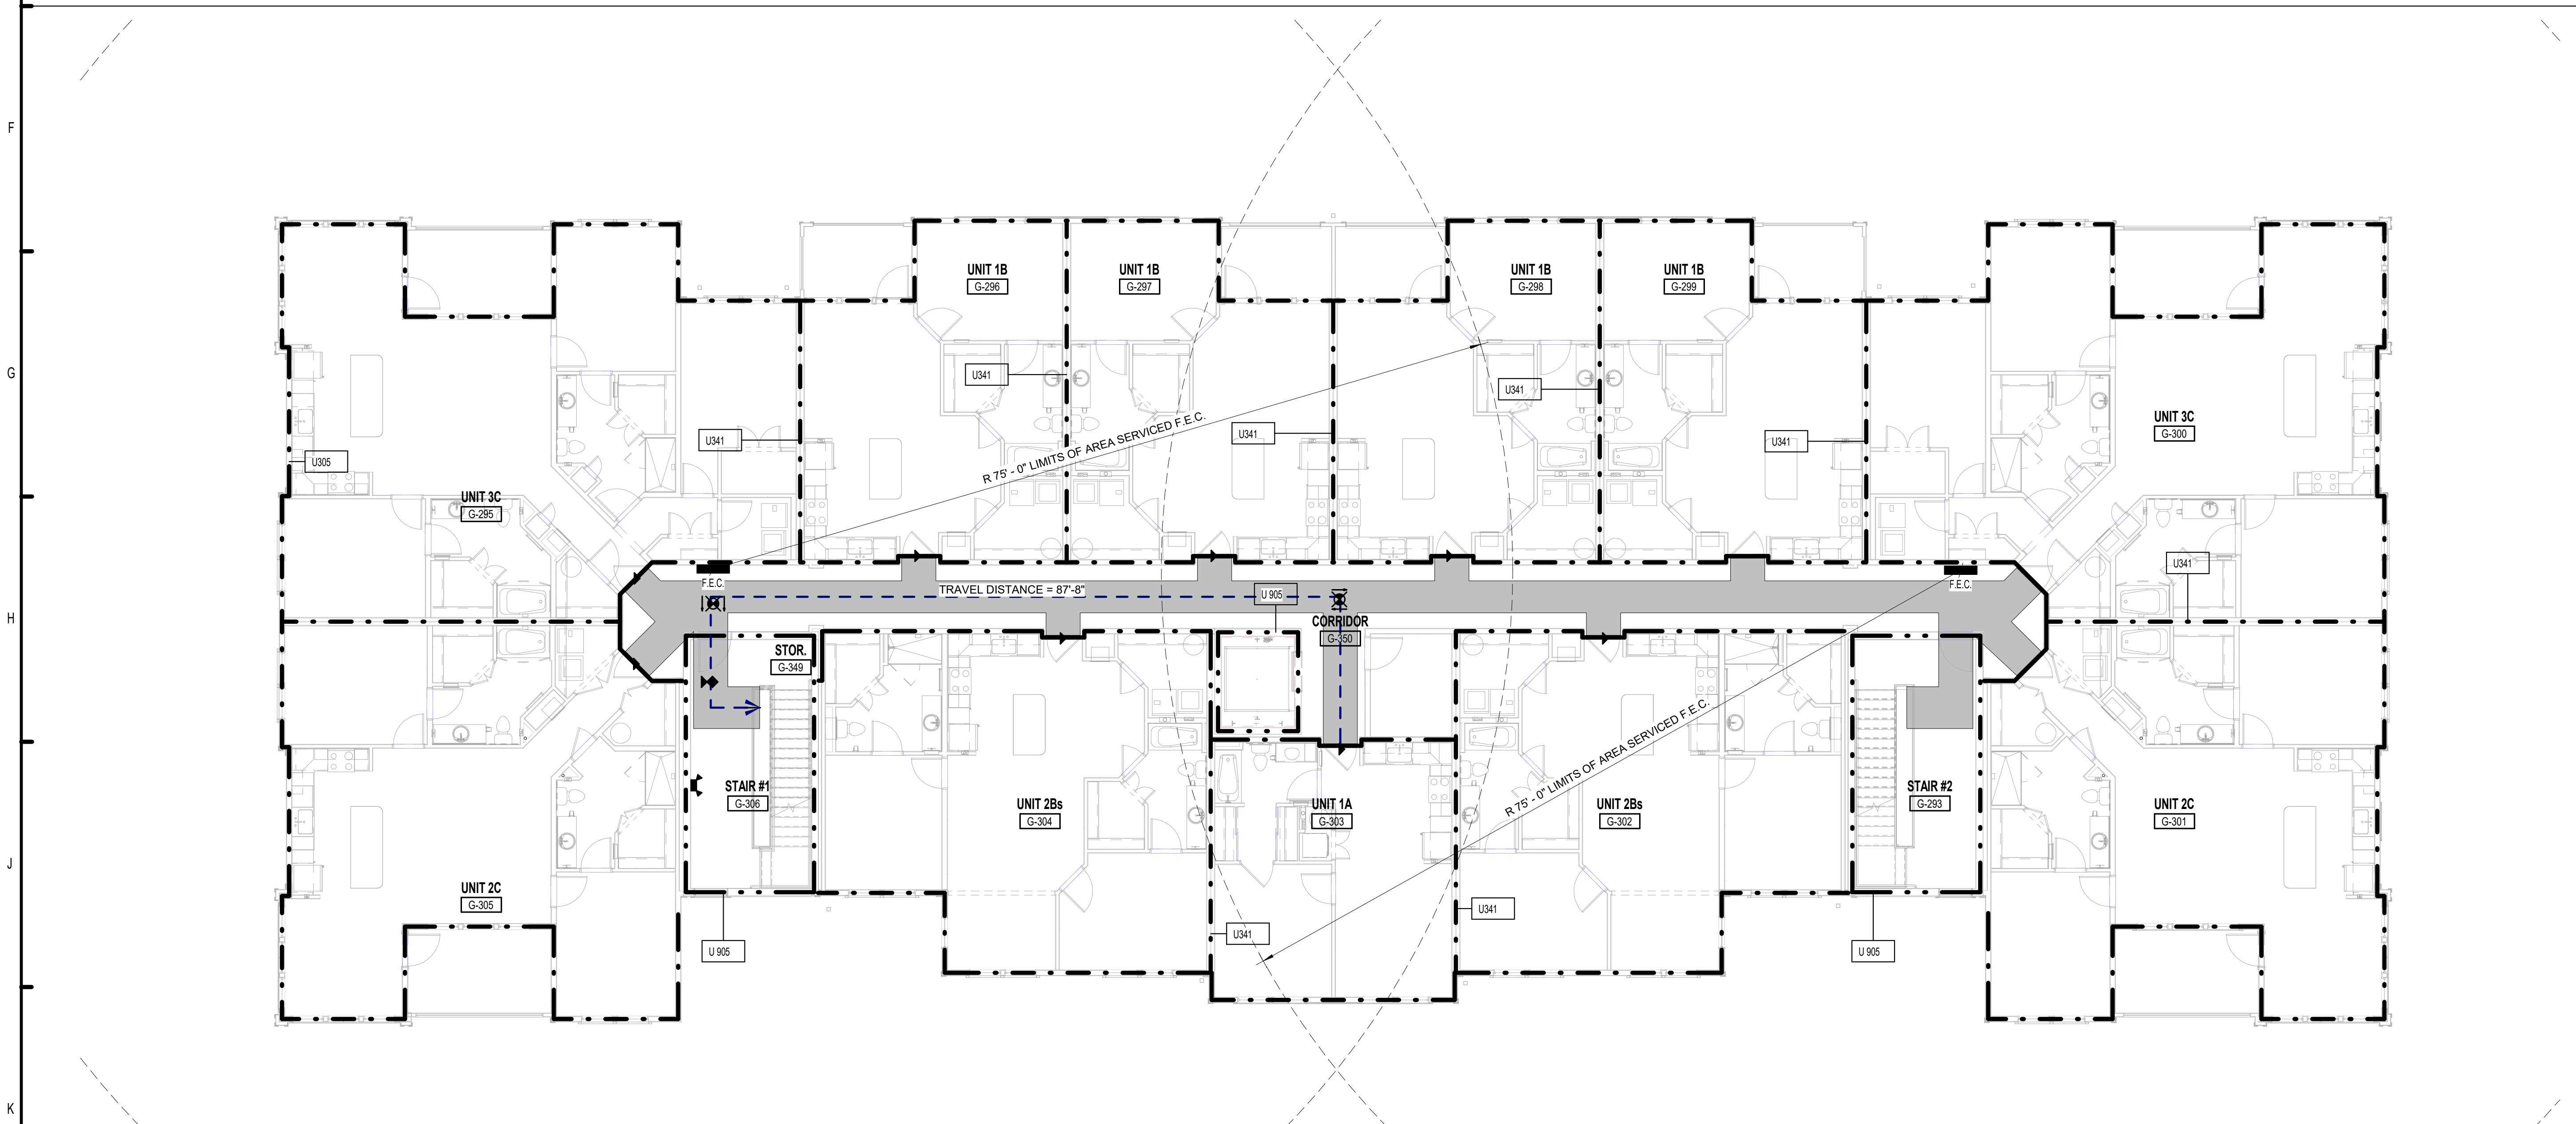 F
UNIT 1B
G-296
UNIT 1B
G-297
UNIT 1B
G-298
UNIT 1B
G-299
G
U341
U341
U341
U341
U341
R 75' - 0" LIMITS OF AREA SERVICED F.E.C.
UNIT 3C
G-300
U305
UNIT 3C
G-295
U341
F.E.C.
F.E.C.
TRAVEL DISTANCE = 87'-8"
U 905
H
CORRIDOR
G-350
STOR.
G-349
R 75' - 0" LIMITS OF AREA SERVICED F.E.C.
STAIR #1
G-306
UNIT 2Bs
G-304
UNIT 1A
G-303
UNIT 2Bs
G-302
STAIR #2
G-293
UNIT 2C
G-301
J
UNIT 2C
G-305
U341
U341
U 905
U 905
K